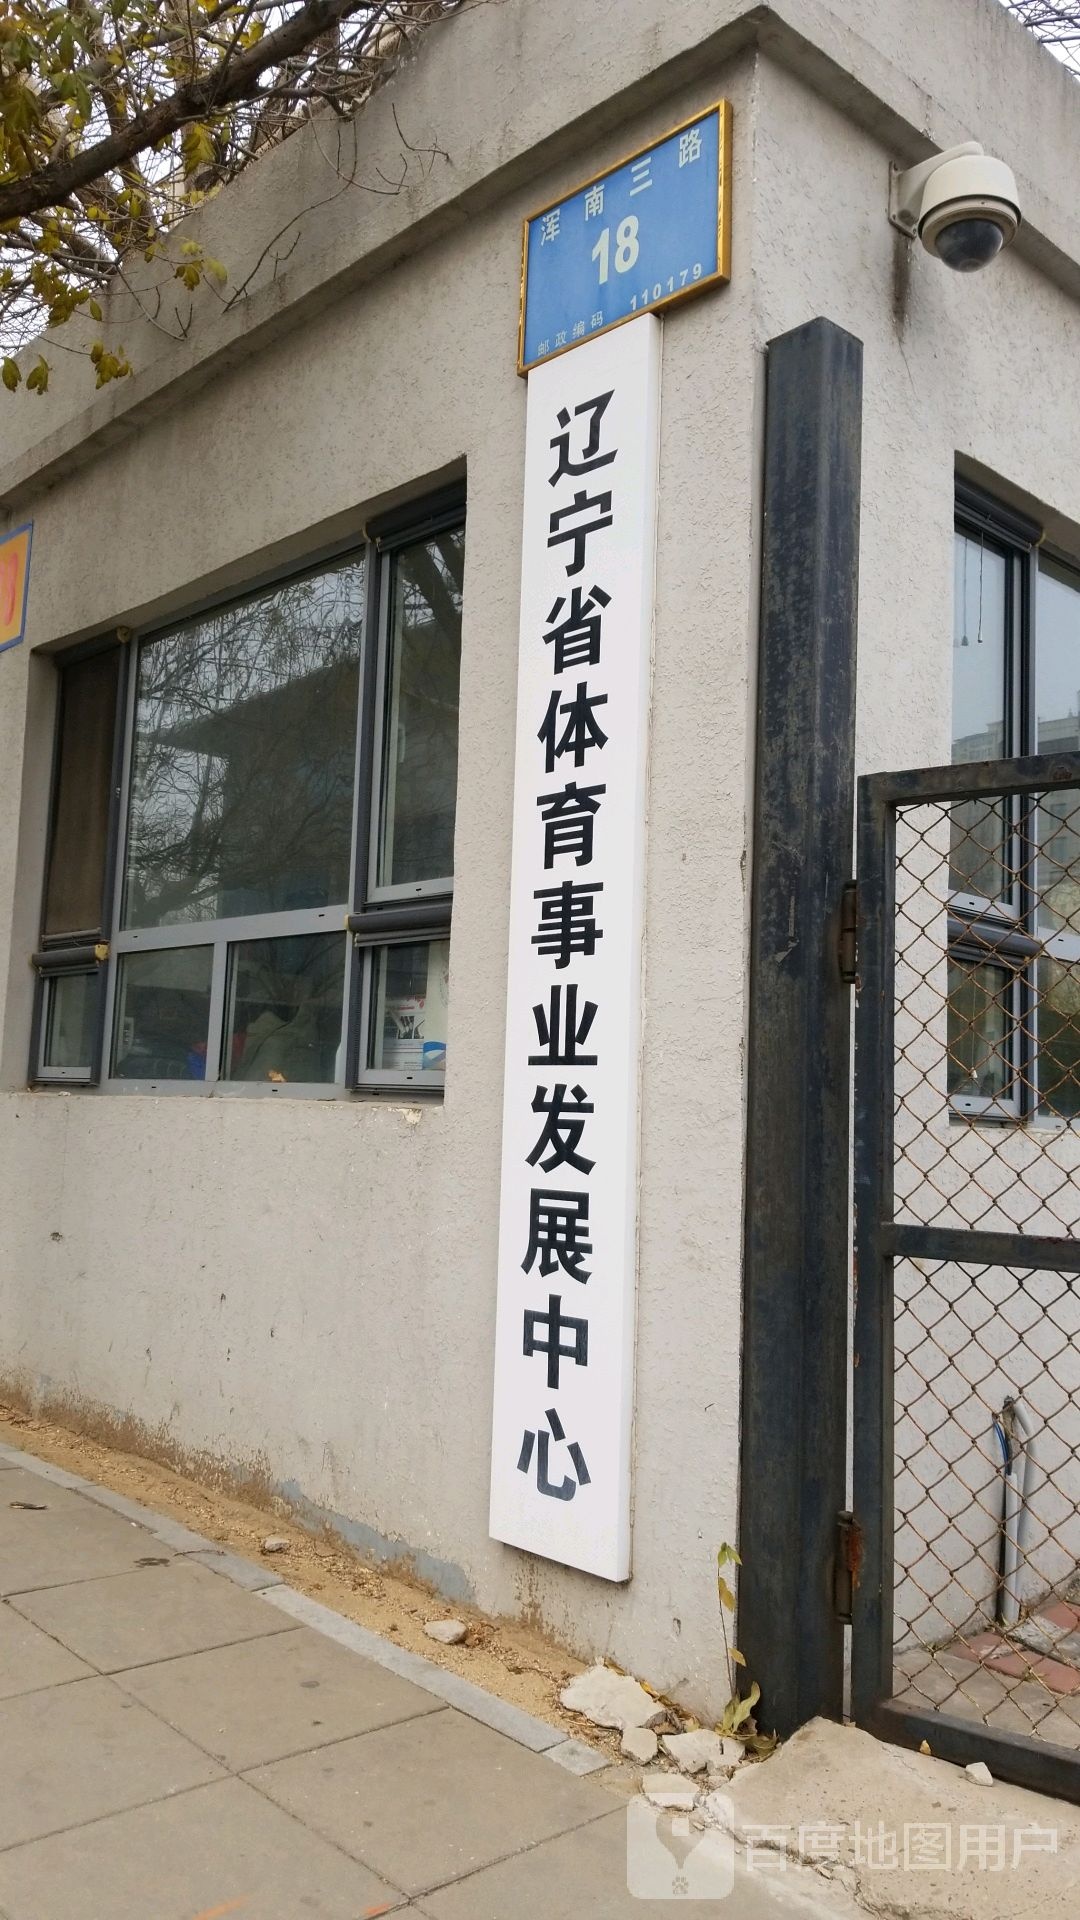 浑南三路
18
邮政编码 110179
辽宁省体育事业发展中心
百度地图用户